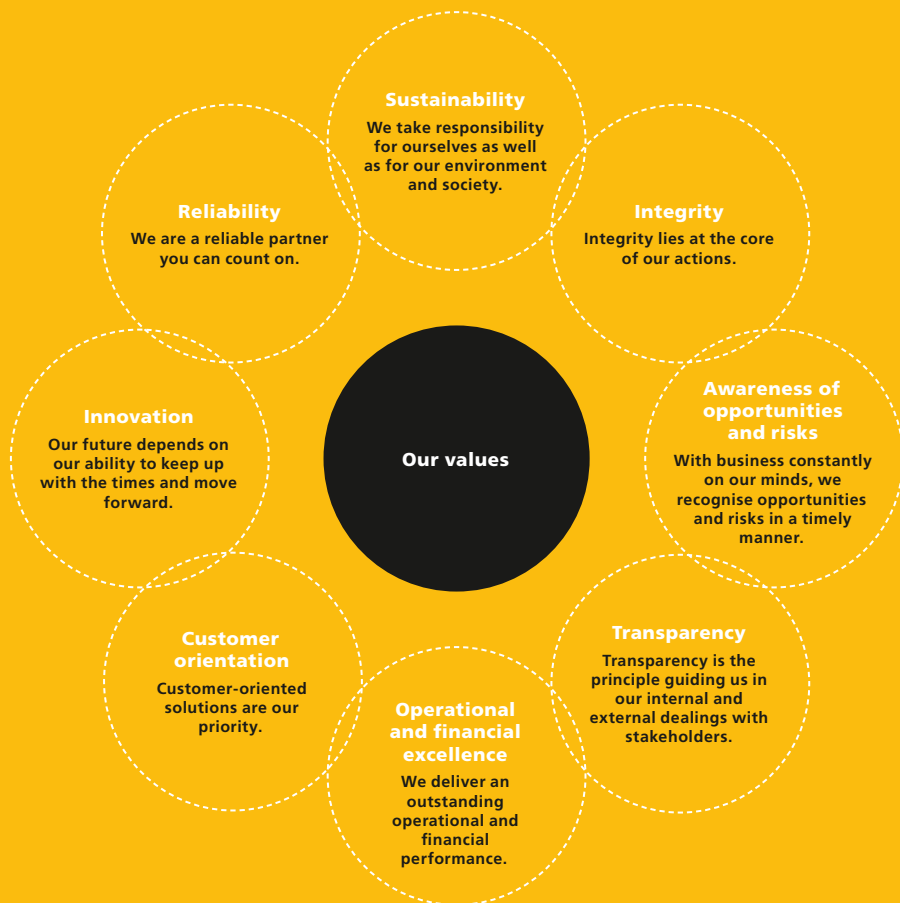 Sustainability
We take responsibility
for ourselves as well
as for our environment
and society.
Integrity
Integrity lies at the core
of our actions.
Awareness of
opportunities
and risks
With business constantly
on our minds, we
recognise opportunities
and risks in a timely
manner.
Transparency
Transparency is the
principle guiding us in
our internal and
external dealings with
stakeholders.
Operational
and financial
excellence
We deliver an
outstanding
operational and
financial
performance.
Customer
orientation
Customer-oriented
solutions are our
priority.
Innovation
Our future depends on
our ability to keep up
with the times and move
forward.
Reliability
We are a reliable partner
you can count on.
Our values